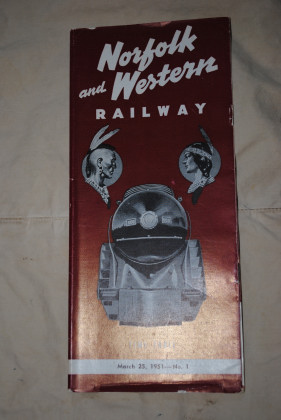 Norfolk
and Western
RAILWAY
March 25, 1951—No. 1